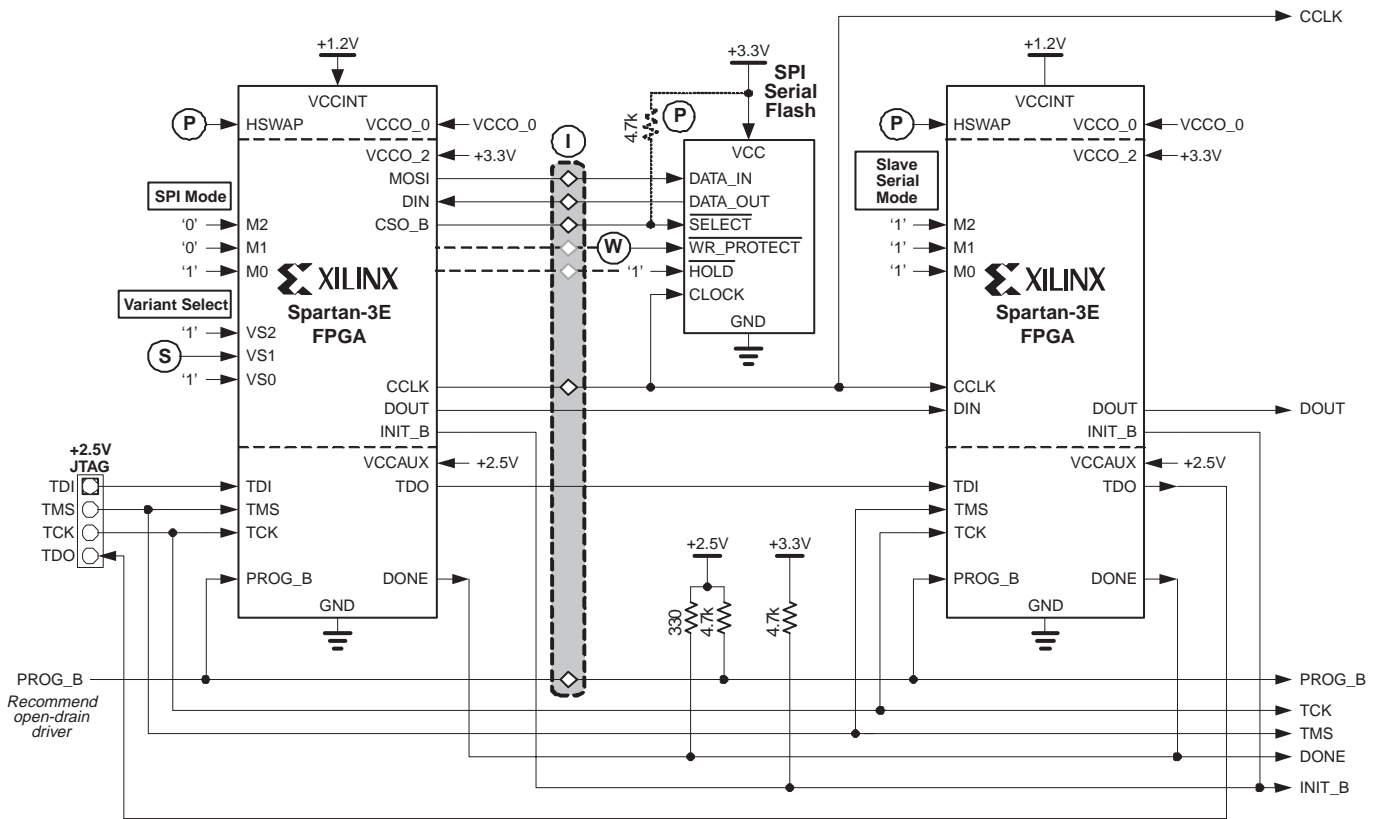 CCLK
+1.2V
VCCINT
P
HSWAP
VCCO_0
VCCO_0
VCCO_2
+3.3V
MOSI
DIN
CSO_B
SPI Mode
'0'
M2
'0'
M1
'1'
M0
XILINX
Spartan-3E
FPGA
Variant Select
'1'
VS2
S
VS1
'1'
VS0
CCLK
DOUT
INIT_B
VCCAUX
+2.5V
TDO
+2.5V
JTAG
TDI
TMS
TCK
TDO
TDI
TMS
TCK
PROG_B
DONE
GND
I
W
'1'
+3.3V
SPI
Serial
Flash
4.7k
P
VCC
DATA_IN
DATA_OUT
SELECT
WR_PROTECT
HOLD
CLOCK
GND
+1.2V
VCCINT
P
HSWAP
VCCO_0
VCCO_0
VCCO_2
+3.3V
Slave
Serial
Mode
'1'
M2
'1'
M1
'1'
M0
XILINX
Spartan-3E
FPGA
CCLK
DIN
DOUT
DOUT
INIT_B
VCCAUX
+2.5V
TDI
TDO
TMS
TCK
PROG_B
DONE
GND
+2.5V
330
4.7k
+3.3V
4.7k
PROG_B
Recommend
open-drain
driver
PROG_B
TCK
TMS
DONE
INIT_B